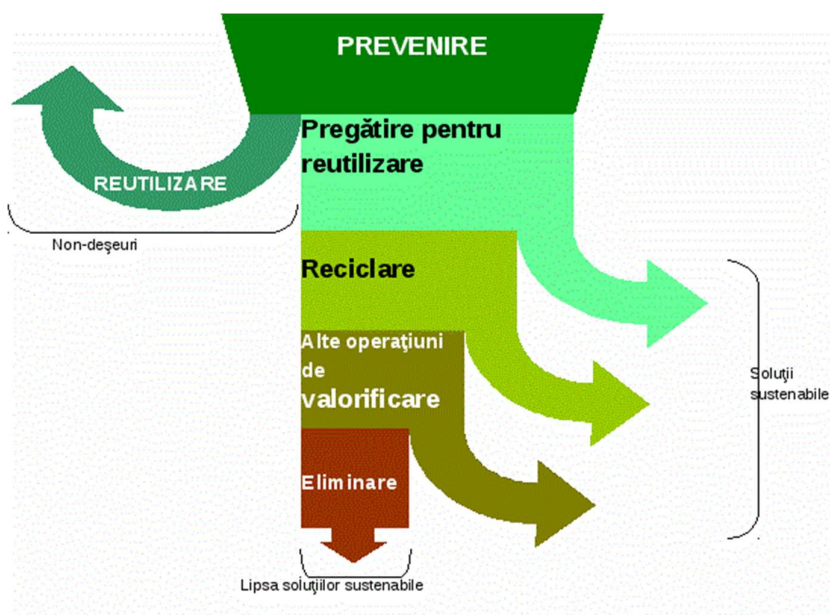 PREVENIRE
Pregătire pentru
reutilizare
REUTILIZARE
Non-deşeuri
Reciclare
Alte operaţiuni
de
valorificare
Soluţii
sustenabile
Eliminare
Lipsa soluţiilor sustenabile